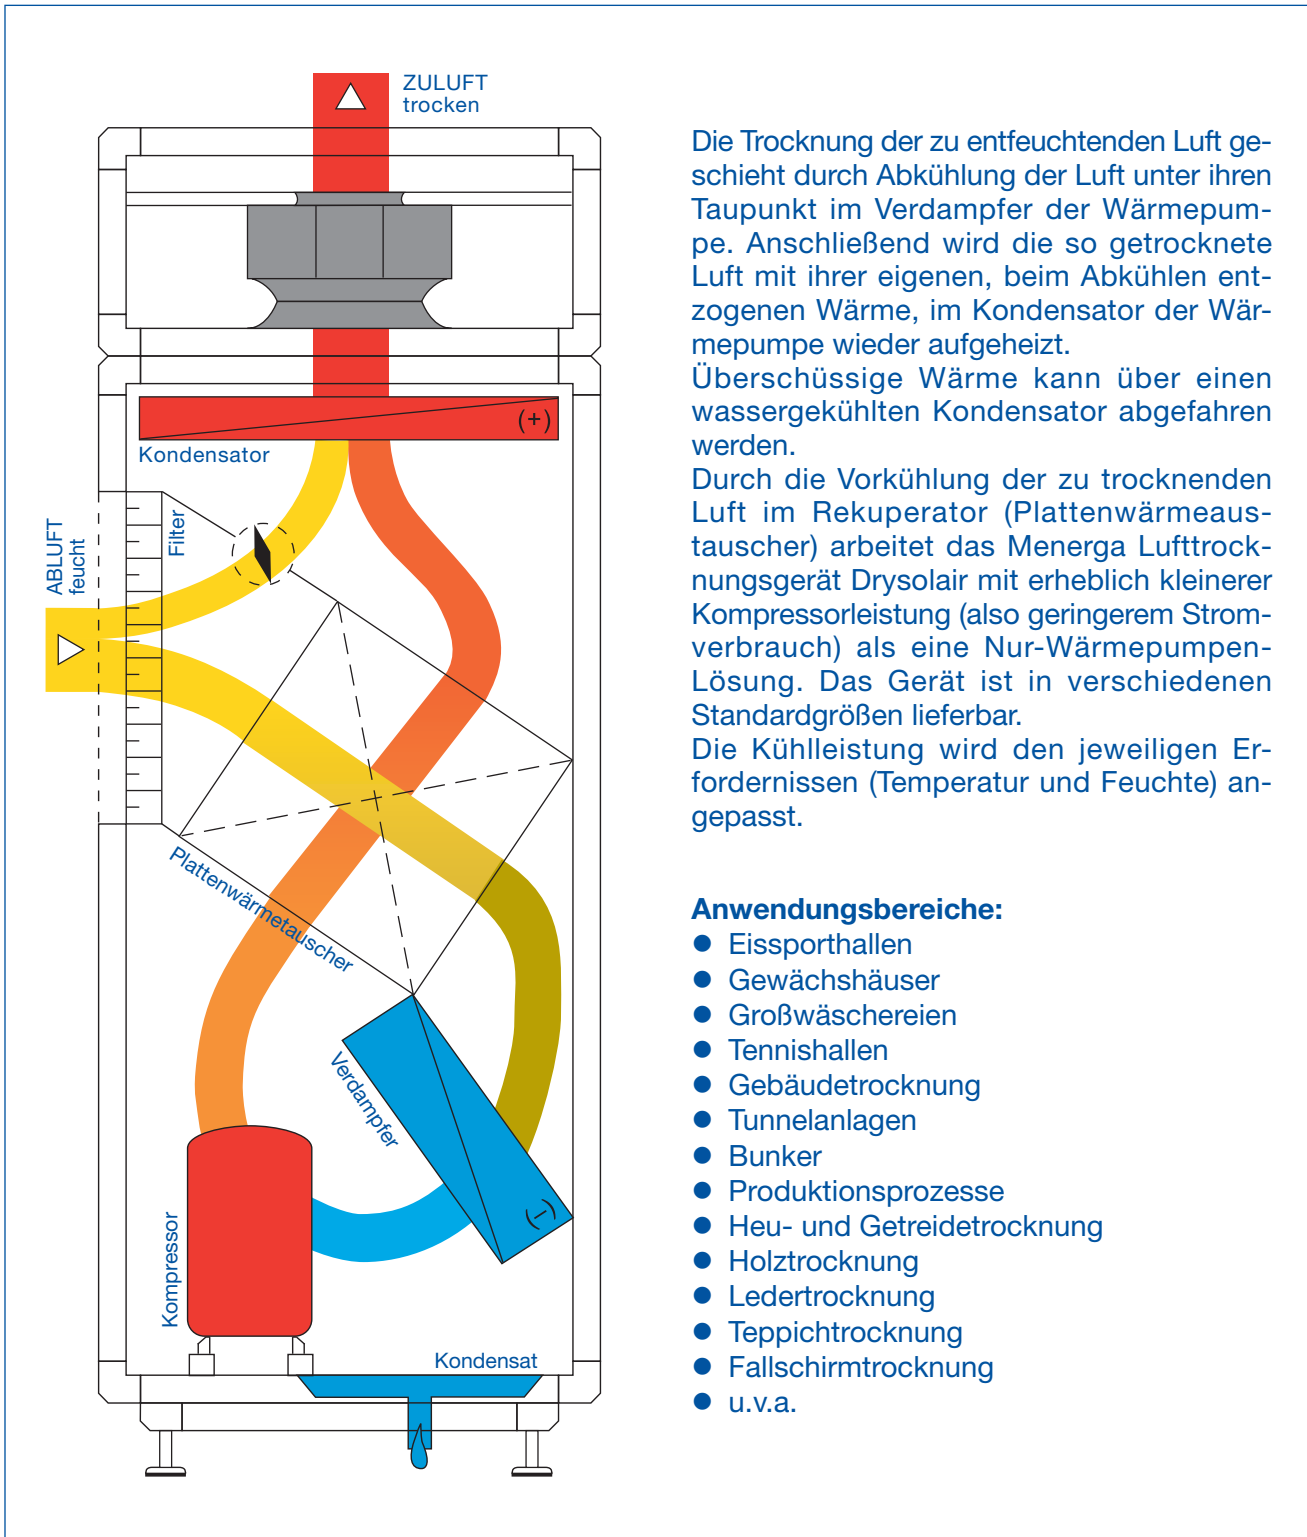 ZULUFT
trocken
Kondensator
(+)
ABLUFT
feucht
Filter
Plattenwärmetauscher
Verdampfer
(−)
Kompressor
Kondensat
Die Trocknung der zu entfeuchtenden Luft ge-
schieht durch Abkühlung der Luft unter ihren
Taupunkt im Verdampfer der Wärmepum-
pe. Anschließend wird die so getrocknete
Luft mit ihrer eigenen, beim Abkühlen ent-
zogenen Wärme, im Kondensator der Wär-
mepumpe wieder aufgeheizt.
Überschüssige Wärme kann über einen
wassergekühlten Kondensator abgefahren
werden.
Durch die Vorkühlung der zu trocknenden
Luft im Rekuperator (Plattenwärmeaus-
tauscher) arbeitet das Menerga Lufttrock-
nungsgerät Drysolair mit erheblich kleinerer
Kompressorleistung (also geringerem Strom-
verbrauch) als eine Nur-Wärmepumpen-
Lösung. Das Gerät ist in verschiedenen
Standardgrößen lieferbar.
Die Kühlleistung wird den jeweiligen Er-
fordernissen (Temperatur und Feuchte) an-
gepasst.
Anwendungsbereiche:
● Eissporthallen
● Gewächshäuser
● Großwäschereien
● Tennishallen
● Gebäudetrocknung
● Tunnelanlagen
● Bunker
● Produktionsprozesse
● Heu- und Getreidetrocknung
● Holztrocknung
● Ledertrocknung
● Teppichtrocknung
● Fallschirmtrocknung
● u.v.a.